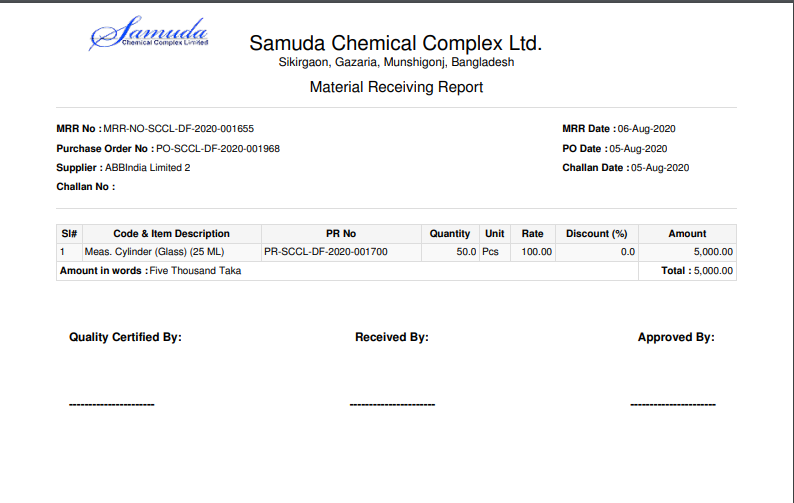 Samuda
Chemical Complex Limited
Samuda Chemical Complex Ltd.
Sikirgaon, Gazaria, Munshigonj, Bangladesh
Material Receiving Report
MRR No : MRR-NO-SCCL-DF-2020-001655 MRR Date : 06-Aug-2020
Purchase Order No : PO-SCCL-DF-2020-001968 PO Date : 05-Aug-2020
Supplier : ABBIndia Limited 2 Challan Date : 05-Aug-2020
Challan No :
Sl# Code & Item Description PR No Quantity Unit Rate Discount (%) Amount
1 Meas. Cylinder (Glass) (25 ML) PR-SCCL-DF-2020-001700 50.0 Pcs 100.00 0.0 5,000.00
Amount in words : Five Thousand Taka Total : 5,000.00
Quality Certified By: Received By: Approved By:
---------------------- ---------------------- ----------------------